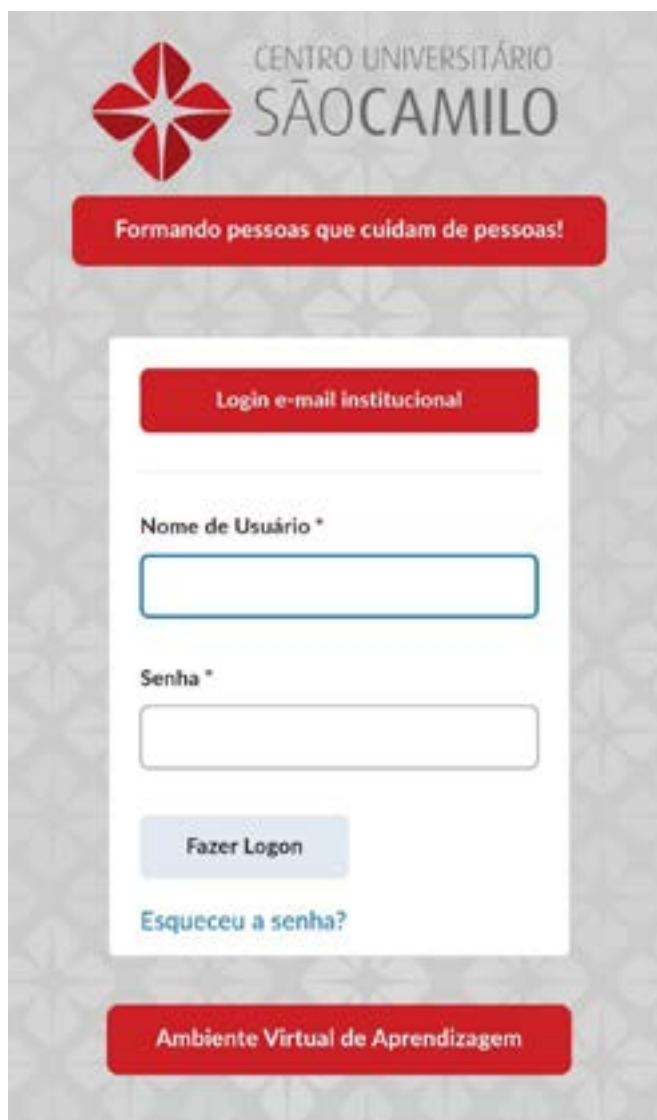 CENTRO UNIVERSITÁRIO
SÃOCAMILO
Formando pessoas que cuidam de pessoas!
Login e-mail institucional
Nome de Usuário *
Senha *
Fazer Logon
Esqueceu a senha?
Ambiente Virtual de Aprendizagem